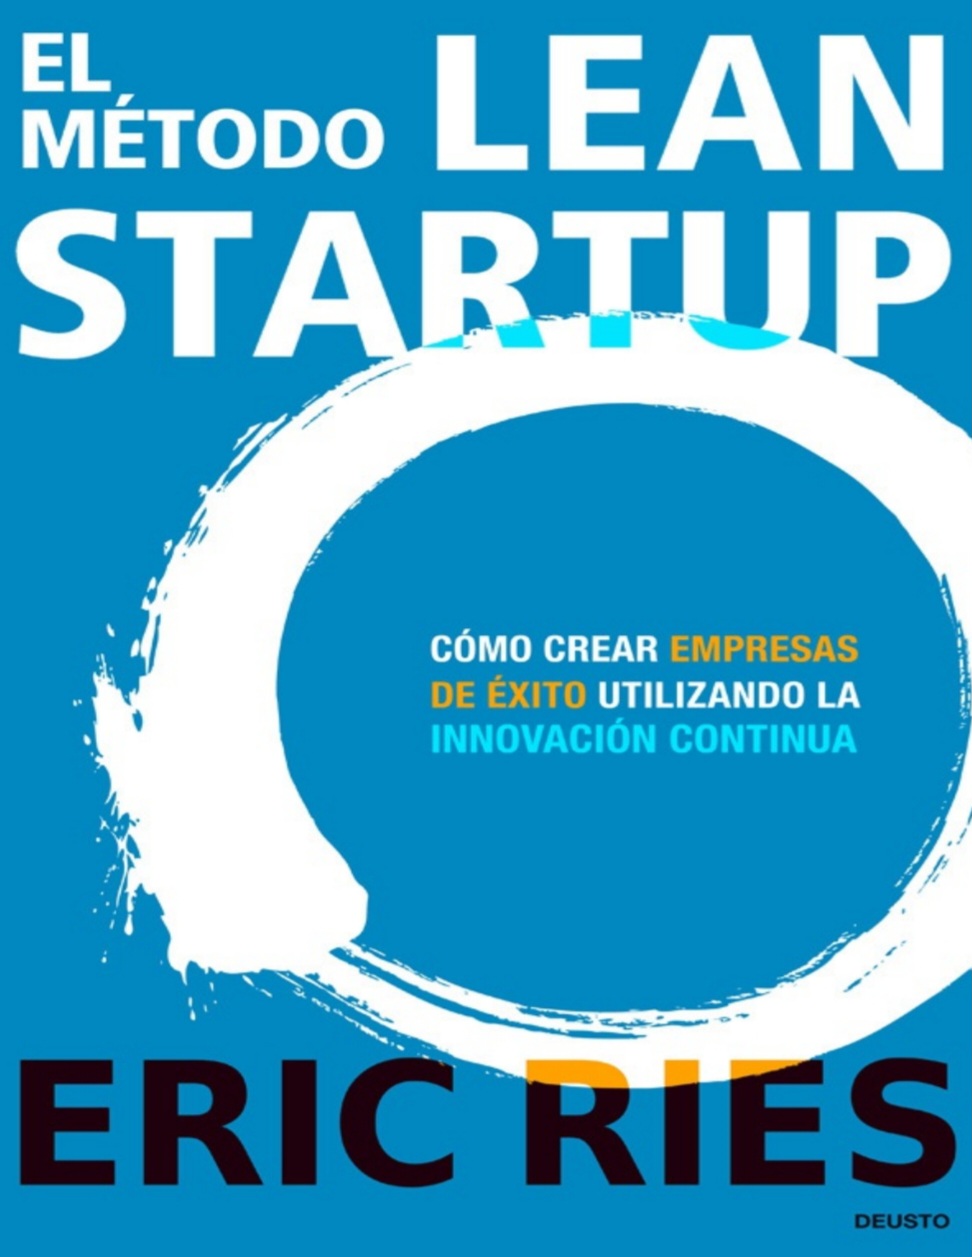 EL
MÉTODO LEAN
STARTUP
CÓMO CREAR EMPRESAS
DE ÉXITO UTILIZANDO LA
INNOVACIÓN CONTINUA
ERIC RIES
DEUSTO